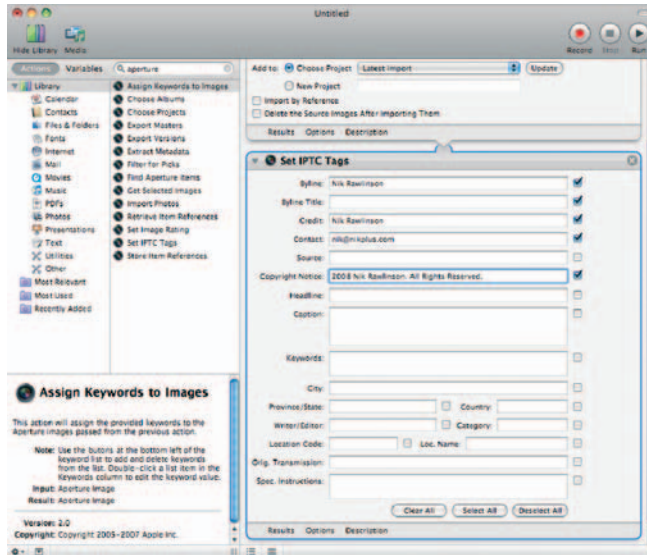 Untitled
Hide Library Media
Record Stop Run
Actions Variables aperture
Library
Calendar
Contacts
Files & Folders
Fonts
Internet
Mail
Movies
Music
PDFs
Photos
Presentations
Text
Utilities
Other
Most Relevant
Most Used
Recently Added
Assign Keywords to Images
Choose Albums
Choose Projects
Export Masters
Export Versions
Extract Metadata
Filter for Picks
Find Aperture Items
Get Selected Images
Import Photos
Retrieve Item References
Set Image Rating
Set IPTC Tags
Store Item References
Add to: Choose Project Latest Import Update
New Project
Import by Reference
Delete the Source Images After Importing Them
Results Options Description
Set IPTC Tags
Byline: Nik Rawlinson
Byline Title:
Credit: Nik Rawlinson
Contact: nik@nikplus.com
Source:
Copyright Notice: 2008 Nik Rawlinson. All Rights Reserved.
Headline:
Caption:
Keywords:
City:
Province/State: Country:
Writer/Editor: Category:
Location Code: Loc. Name:
Orig. Transmission:
Spec. Instructions:
Clear All Select All Deselect All
Results Options Description
Assign Keywords to Images
This action will assign the provided keywords to the
Aperture images passed from the previous action.
Note: Use the butons at the bottom left of the
keyword list to add and delete keywords
from the list. Double-click a list item in the
Keywords column to edit the keyword value.
Input: Aperture Image
Result: Aperture Image
Version: 2.0
Copyright: Copyright 2005-2007 Apple Inc.